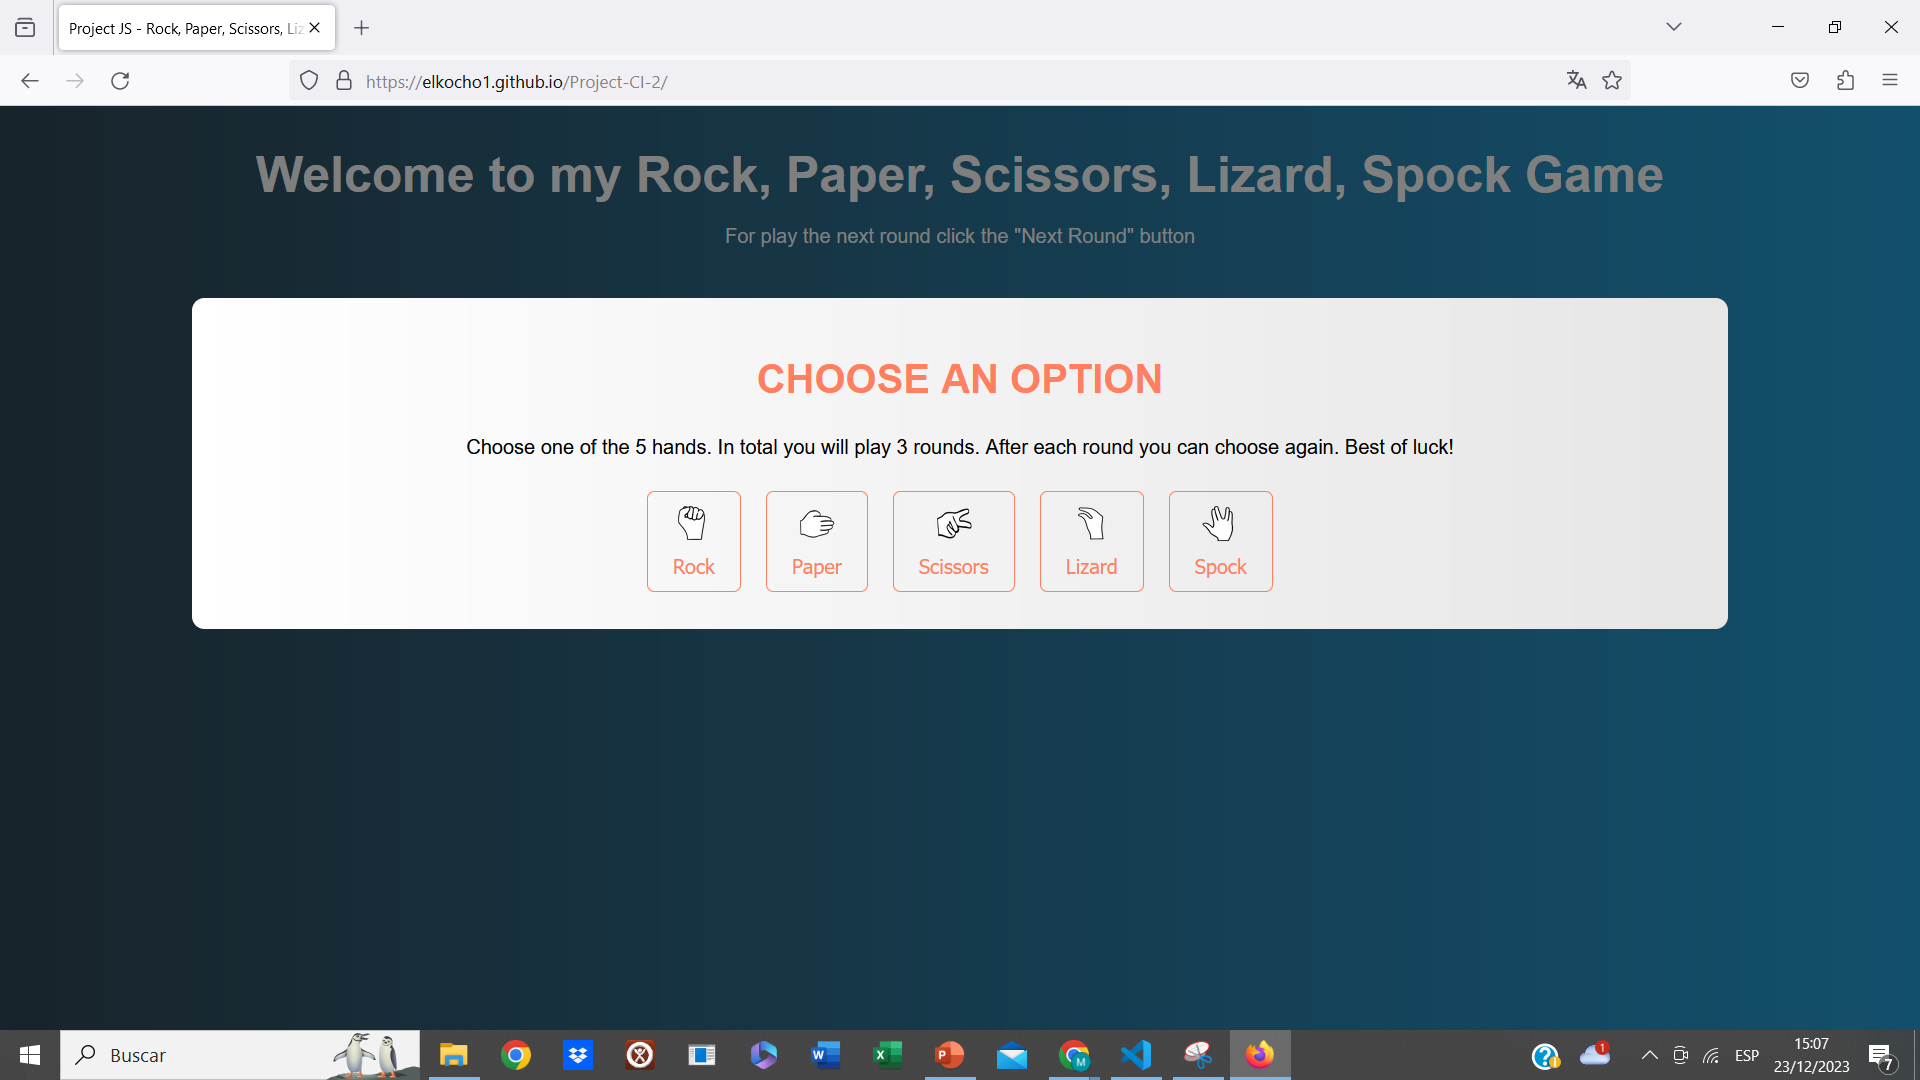 Project JS - Rock, Paper, Scissors, Liz
https://elkocho1.github.io/Project-CI-2/
Welcome to my Rock, Paper, Scissors, Lizard, Spock Game
For play the next round click the "Next Round" button
CHOOSE AN OPTION
Choose one of the 5 hands. In total you will play 3 rounds. After each round you can choose again. Best of luck!
Rock Paper Scissors Lizard Spock
Buscar
ESP
15:07
23/12/2023
1
7